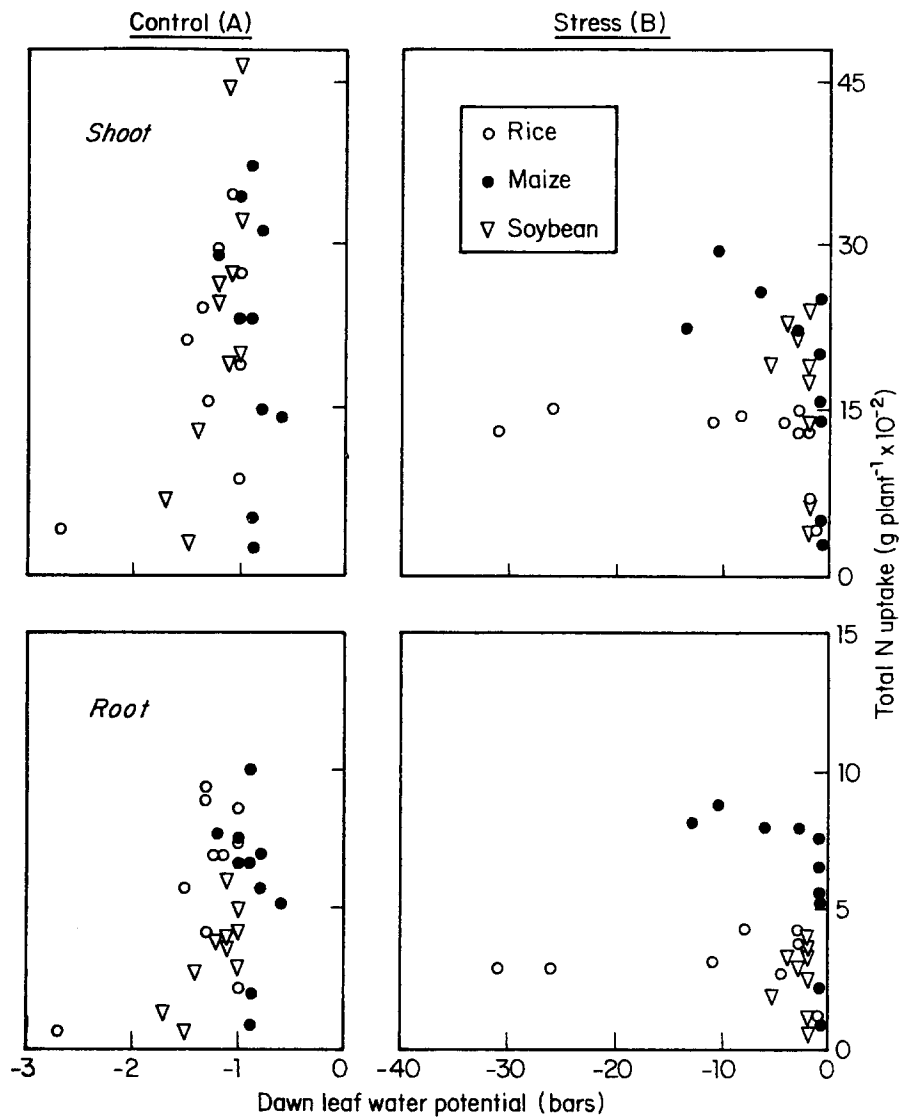 Control (A)
Stress (B)
Shoot
Rice
Maize
Soybean
45
30
15
0
Root
15
10
5
0
-3 -2 -1 0
-40 -30 -20 -10 0
Dawn leaf water potential (bars)
Total N uptake (g plant⁻¹ x10⁻²)